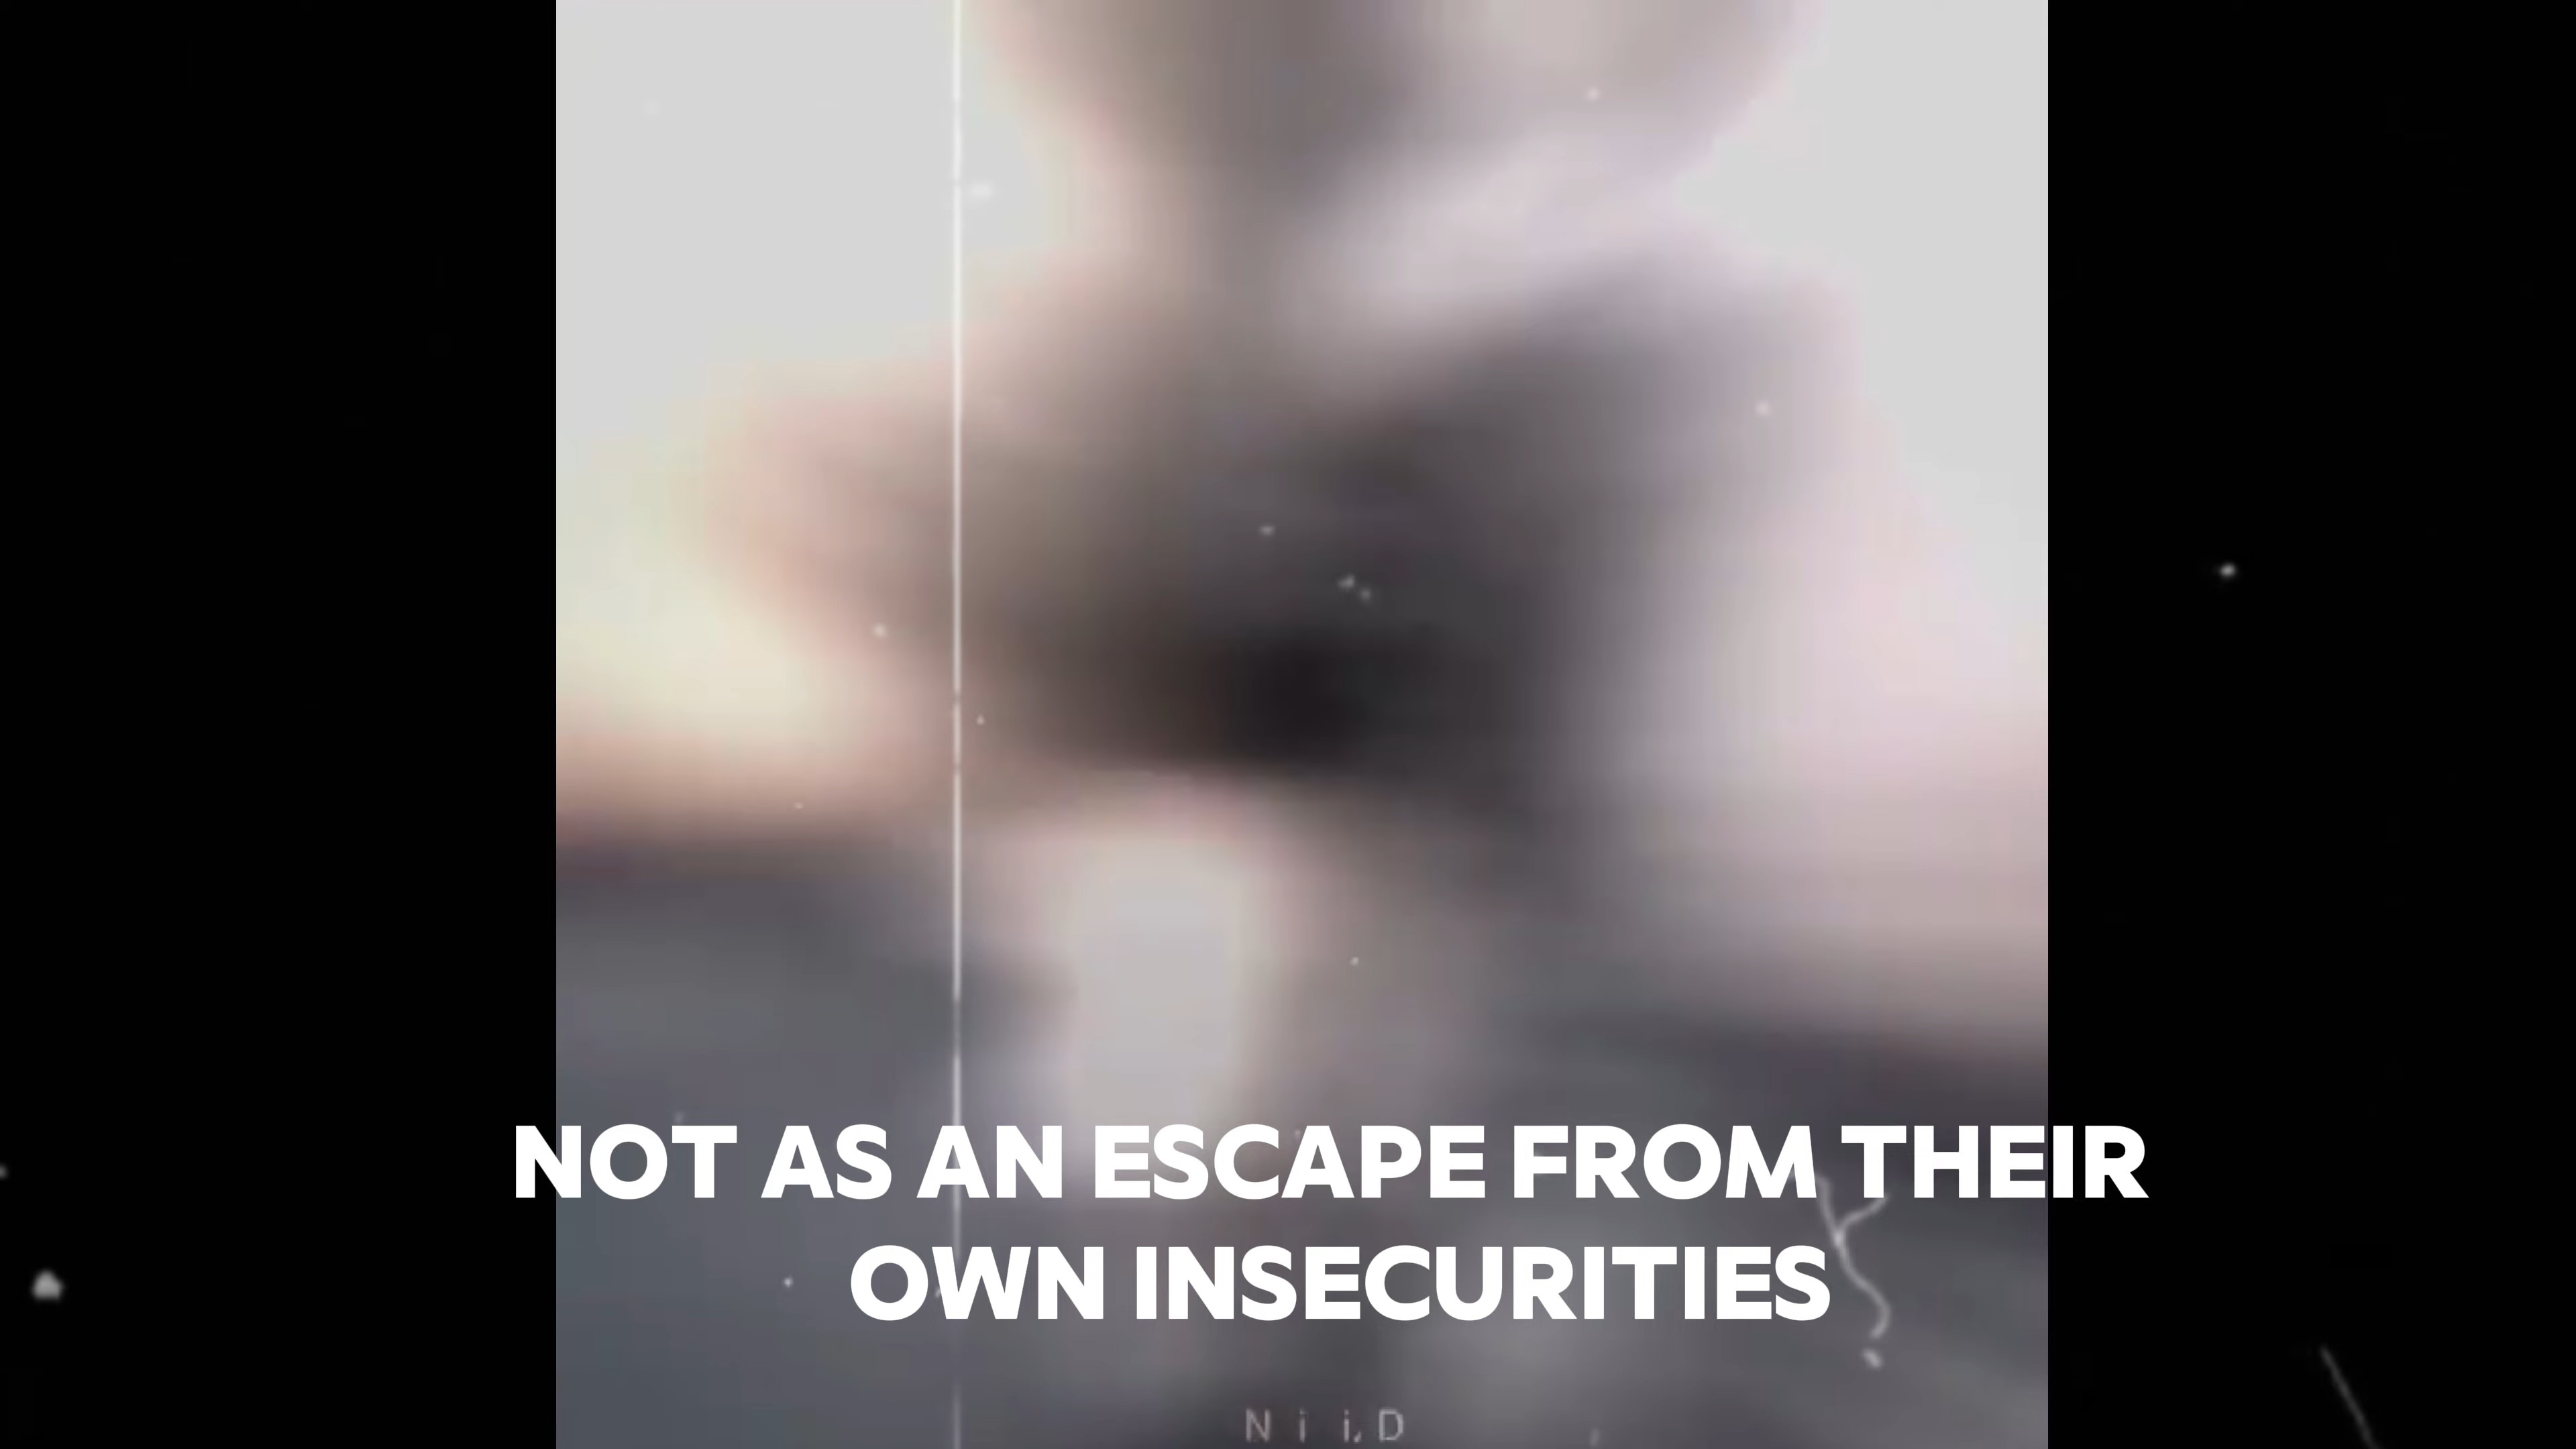 NOT AS AN ESCAPE FROM THEIR
OWN INSECURITIES